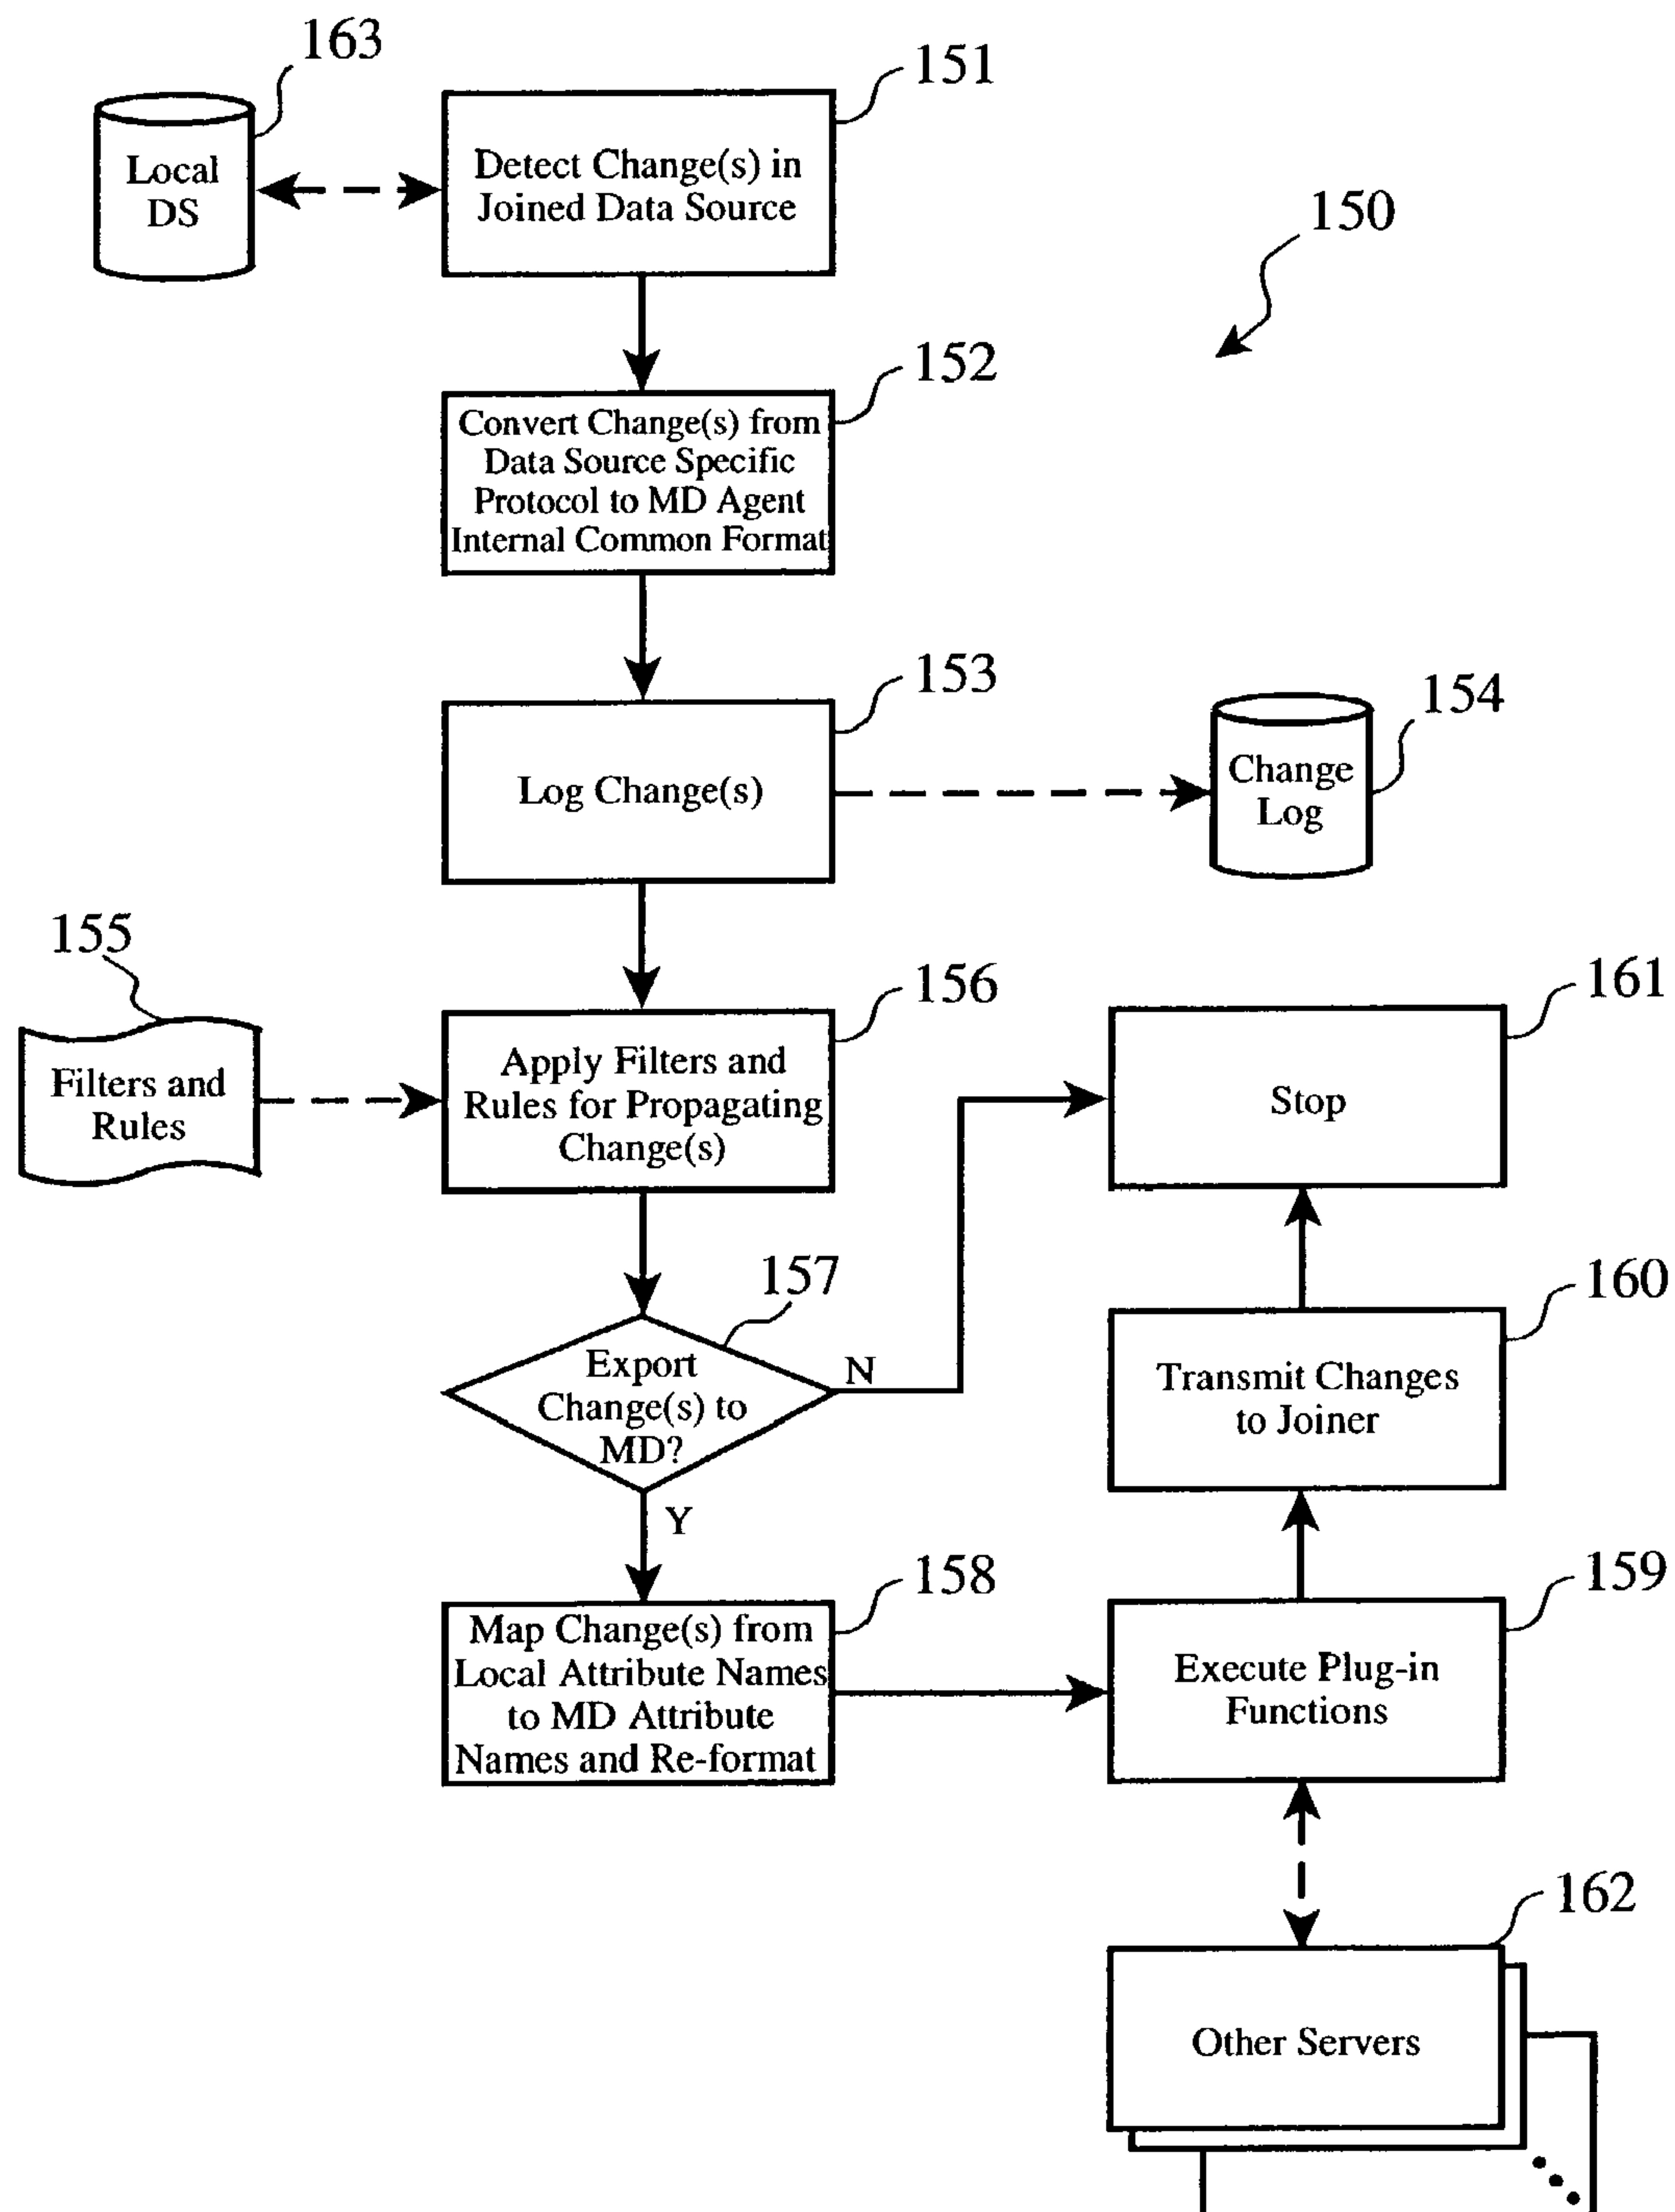 163
151
Local
DS
Detect Change(s) in
Joined Data Source
150
152
Convert Change(s) from
Data Source Specific
Protocol to MD Agent
Internal Common Format
153
Log Change(s)
154
Change
Log
155
Filters and
Rules
156
Apply Filters and
Rules for Propagating
Change(s)
161
Stop
157
Export
Change(s) to
MD?
N
Y
160
Transmit Changes
to Joiner
158
Map Change(s) from
Local Attribute Names
to MD Attribute
Names and Re-format
159
Execute Plug-in
Functions
162
Other Servers